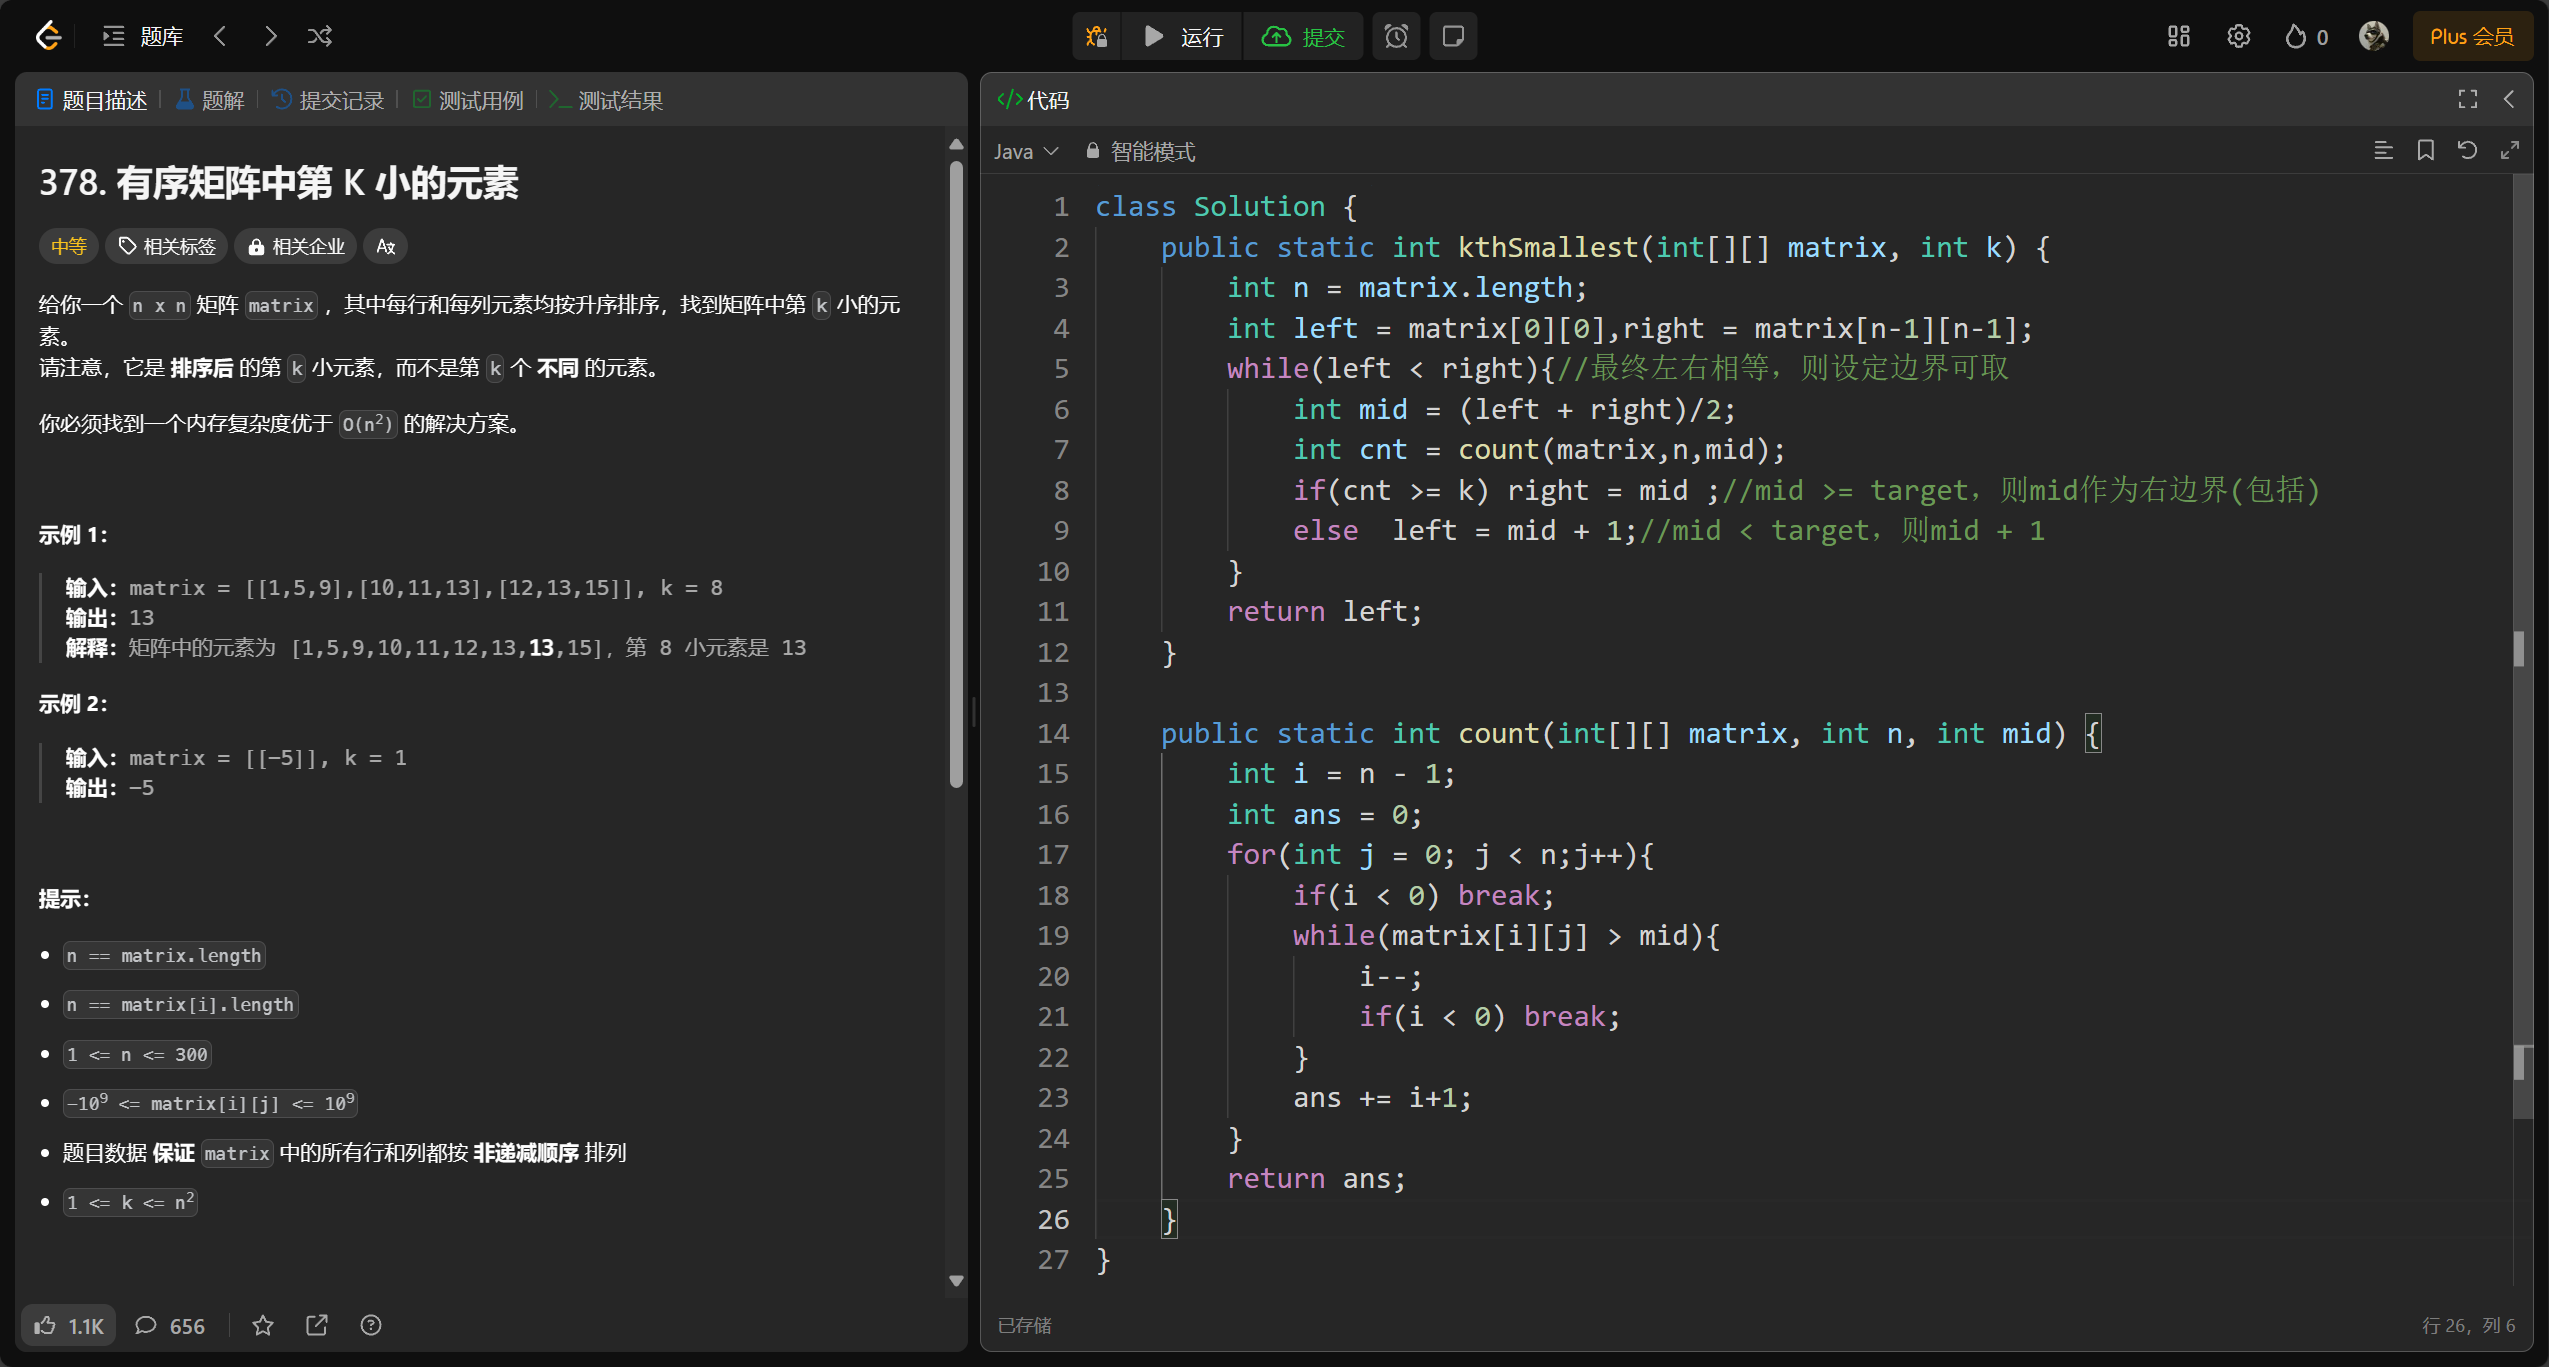 题库
运行
提交
0
Plus 会员
题目描述
题解
提交记录
测试用例
测试结果
378. 有序矩阵中第 K 小的元素
中等
相关标签
相关企业
给你一个 n x n 矩阵 matrix ，其中每行和每列元素均按升序排序，找到矩阵中第 k 小的元
素。
请注意，它是 排序后 的第 k 小元素，而不是第 k 个 不同 的元素。
你必须找到一个内存复杂度优于 O(n²) 的解决方案。
示例 1：
输入：matrix = [[1,5,9],[10,11,13],[12,13,15]], k = 8
输出：13
解释：矩阵中的元素为 [1,5,9,10,11,12,13,13,15]，第 8 小元素是 13
示例 2：
输入：matrix = [[-5]], k = 1
输出：-5
提示：
n == matrix.length
n == matrix[i].length
1 <= n <= 300
-10⁹ <= matrix[i][j] <= 10⁹
题目数据 保证 matrix 中的所有行和列都按 非递减顺序 排列
1 <= k <= n²
1.1K
656
代码
Java
智能模式
1 class Solution {
2     public static int kthSmallest(int[][] matrix, int k) {
3         int n = matrix.length;
4         int left = matrix[0][0],right = matrix[n-1][n-1];
5         while(left < right){//最终左右相等，则设定边界可取
6             int mid = (left + right)/2;
7             int cnt = count(matrix,n,mid);
8             if(cnt >= k) right = mid ;//mid >= target，则mid作为右边界(包括)
9             else  left = mid + 1;//mid < target，则mid + 1
10         }
11         return left;
12     }
13
14     public static int count(int[][] matrix, int n, int mid) {
15         int i = n - 1;
16         int ans = 0;
17         for(int j = 0; j < n;j++){
18             if(i < 0) break;
19             while(matrix[i][j] > mid){
20                 i--;
21                 if(i < 0) break;
22             }
23             ans += i+1;
24         }
25         return ans;
26     }
27 }
已存储
行 26，列 6